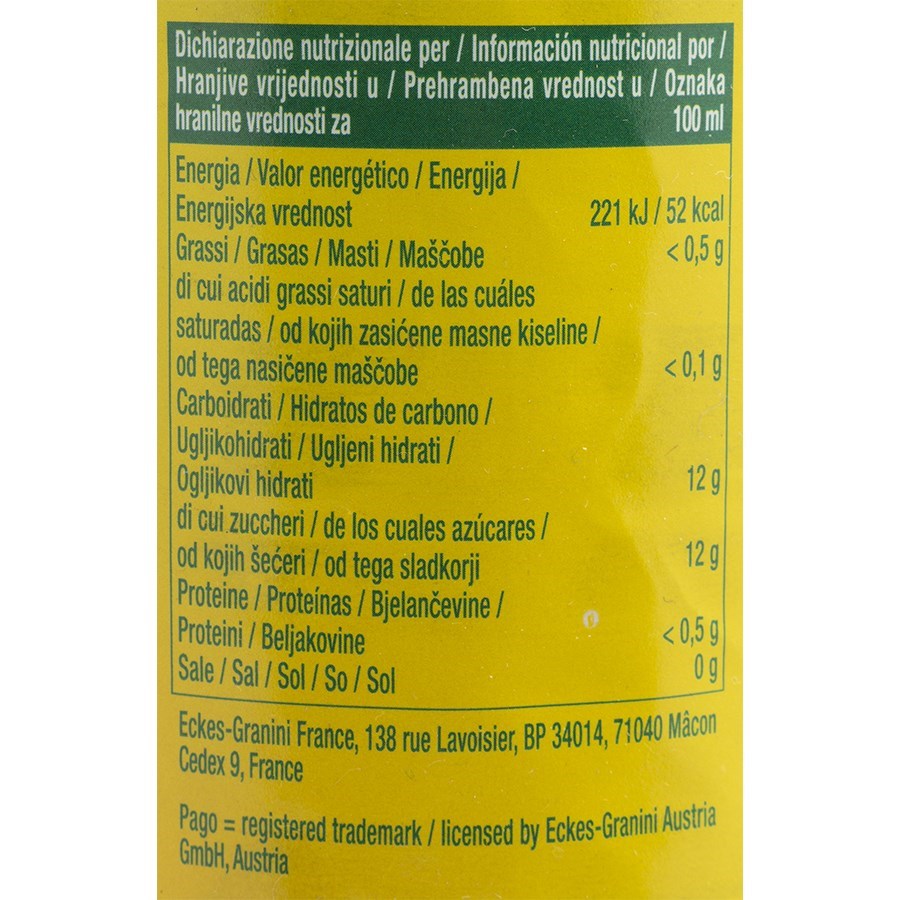 Dichiarazione nutrizionale per / Información nutricional por /
Hranjive vrijednosti u / Prehrambena vrednost u / Oznaka
hranilne vrednosti za 100 ml
Energia / Valor energético / Energija /
Energijska vrednost 221 kJ / 52 kcal
Grassi / Grasas / Masti / Maščobe < 0,5 g
di cui acidi grassi saturi / de las cuáles
saturadas / od kojih zasićene masne kiseline /
od tega nasičene maščobe < 0,1 g
Carboidrati / Hidratos de carbono /
Ugljikohidrati / Ugljeni hidrati /
Ogljikovi hidrati 12 g
di cui zuccheri / de los cuales azúcares /
od kojih šećeri / od tega sladkorji 12 g
Proteine / Proteínas / Bjelančevine /
Proteini / Beljakovine < 0,5 g
Sale / Sal / Sol / So / Sol 0 g
Eckes-Granini France, 138 rue Lavoisier, BP 34014, 71040 Mâcon
Cedex 9, France
Pago = registered trademark / licensed by Eckes-Granini Austria
GmbH, Austria